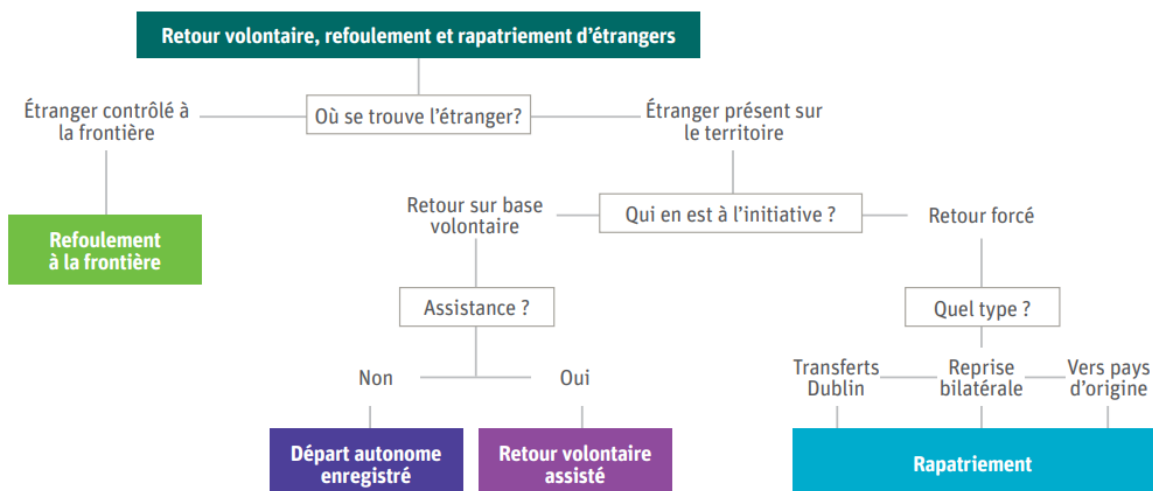 Retour volontaire, refoulement et rapatriement d'étrangers
Étranger contrôlé à
la frontière
Où se trouve l'étranger?
Étranger présent sur
le territoire
Refoulement
à la frontière
Retour sur base
volontaire
Qui en est à l'initiative ?
Retour forcé
Assistance ?
Quel type ?
Non
Oui
Transferts
Dublin
Reprise
bilatérale
Vers pays
d'origine
Départ autonome
enregistré
Retour volontaire
assisté
Rapatriement